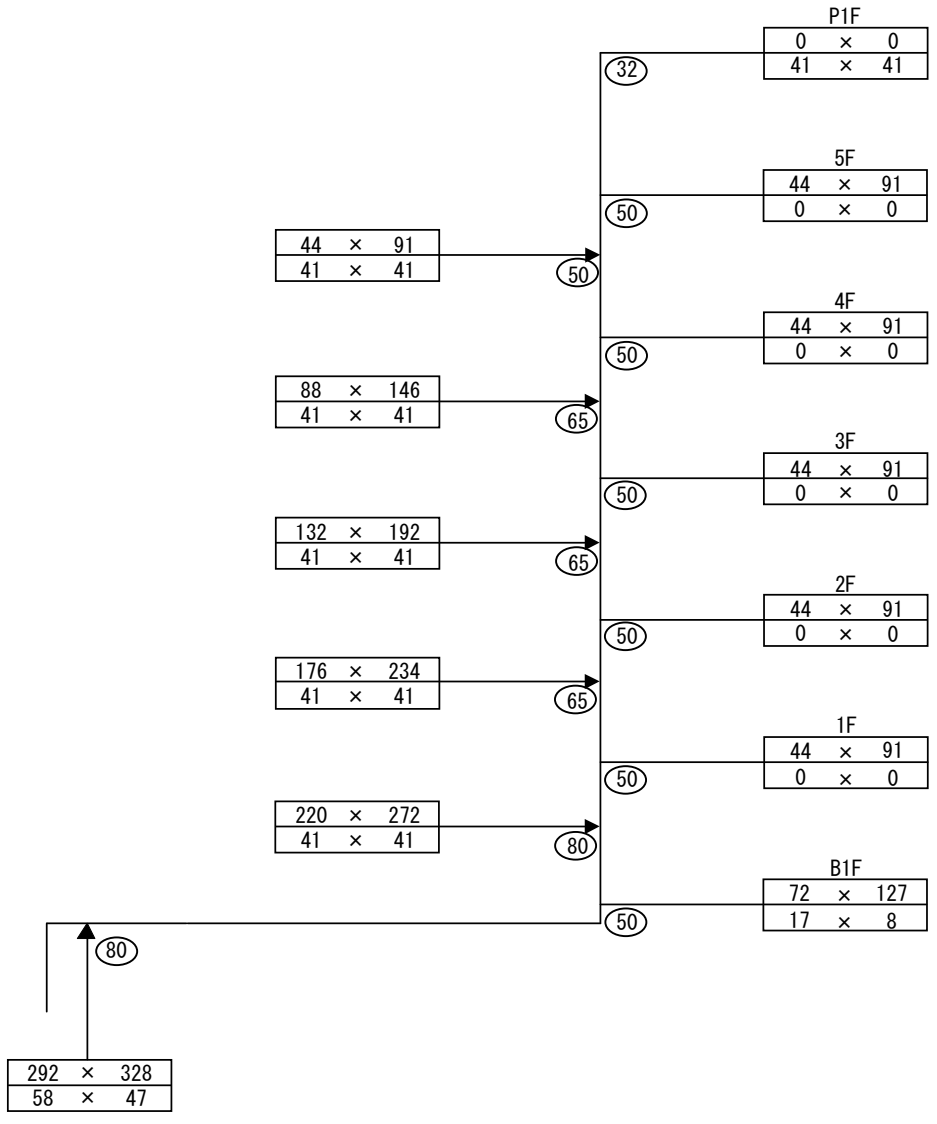 P1F
0 × 0
41 × 41
32
5F
44 × 91
0 × 0
50
44 × 91
41 × 41
50
4F
44 × 91
0 × 0
50
88 × 146
41 × 41
65
3F
44 × 91
0 × 0
50
132 × 192
41 × 41
65
2F
44 × 91
0 × 0
50
176 × 234
41 × 41
65
1F
44 × 91
0 × 0
50
220 × 272
41 × 41
80
B1F
72 × 127
17 × 8
50
80
292 × 328
58 × 47